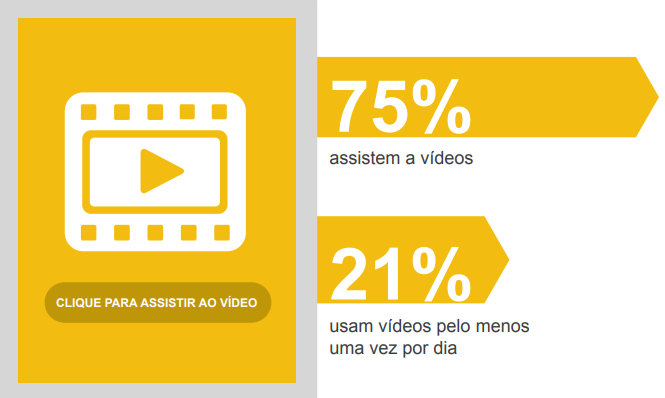 CLIQUE PARA ASSISTIR AO VÍDEO
75%
assistem a vídeos
21%
usam vídeos pelo menos
uma vez por dia